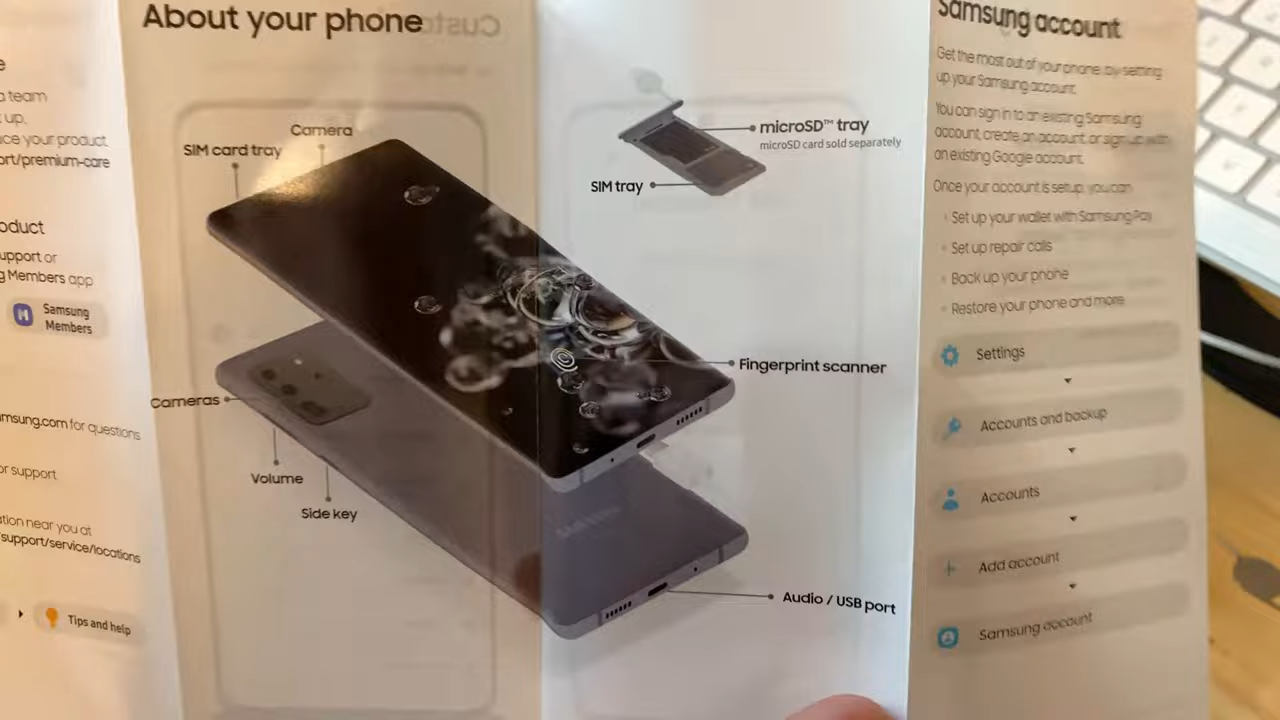 e
a team
up.
ice your product
ort/premium-care
oduct
upport or
g Members app
Samsung
Members
msung.com for questions
or support
ation near you at
/support/service/locations
Tips and help
About your phone
Camera
SIM card tray
Cameras
Volume
Side key
microSD™ tray
microSD card sold separately
SIM tray
Fingerprint scanner
Audio / USB port
Samsung account
Get the most out of your phone, by setting
up your Samsung account.
You can sign in to an existing Samsung
account, create an account, or sign up with
an existing Google account.
Once your account is setup, you can
Set up your wallet with Samsung Pay
Set up repair calls
Back up your phone
Restore your phone and more
Settings
Accounts and backup
Accounts
Add account
Samsung account